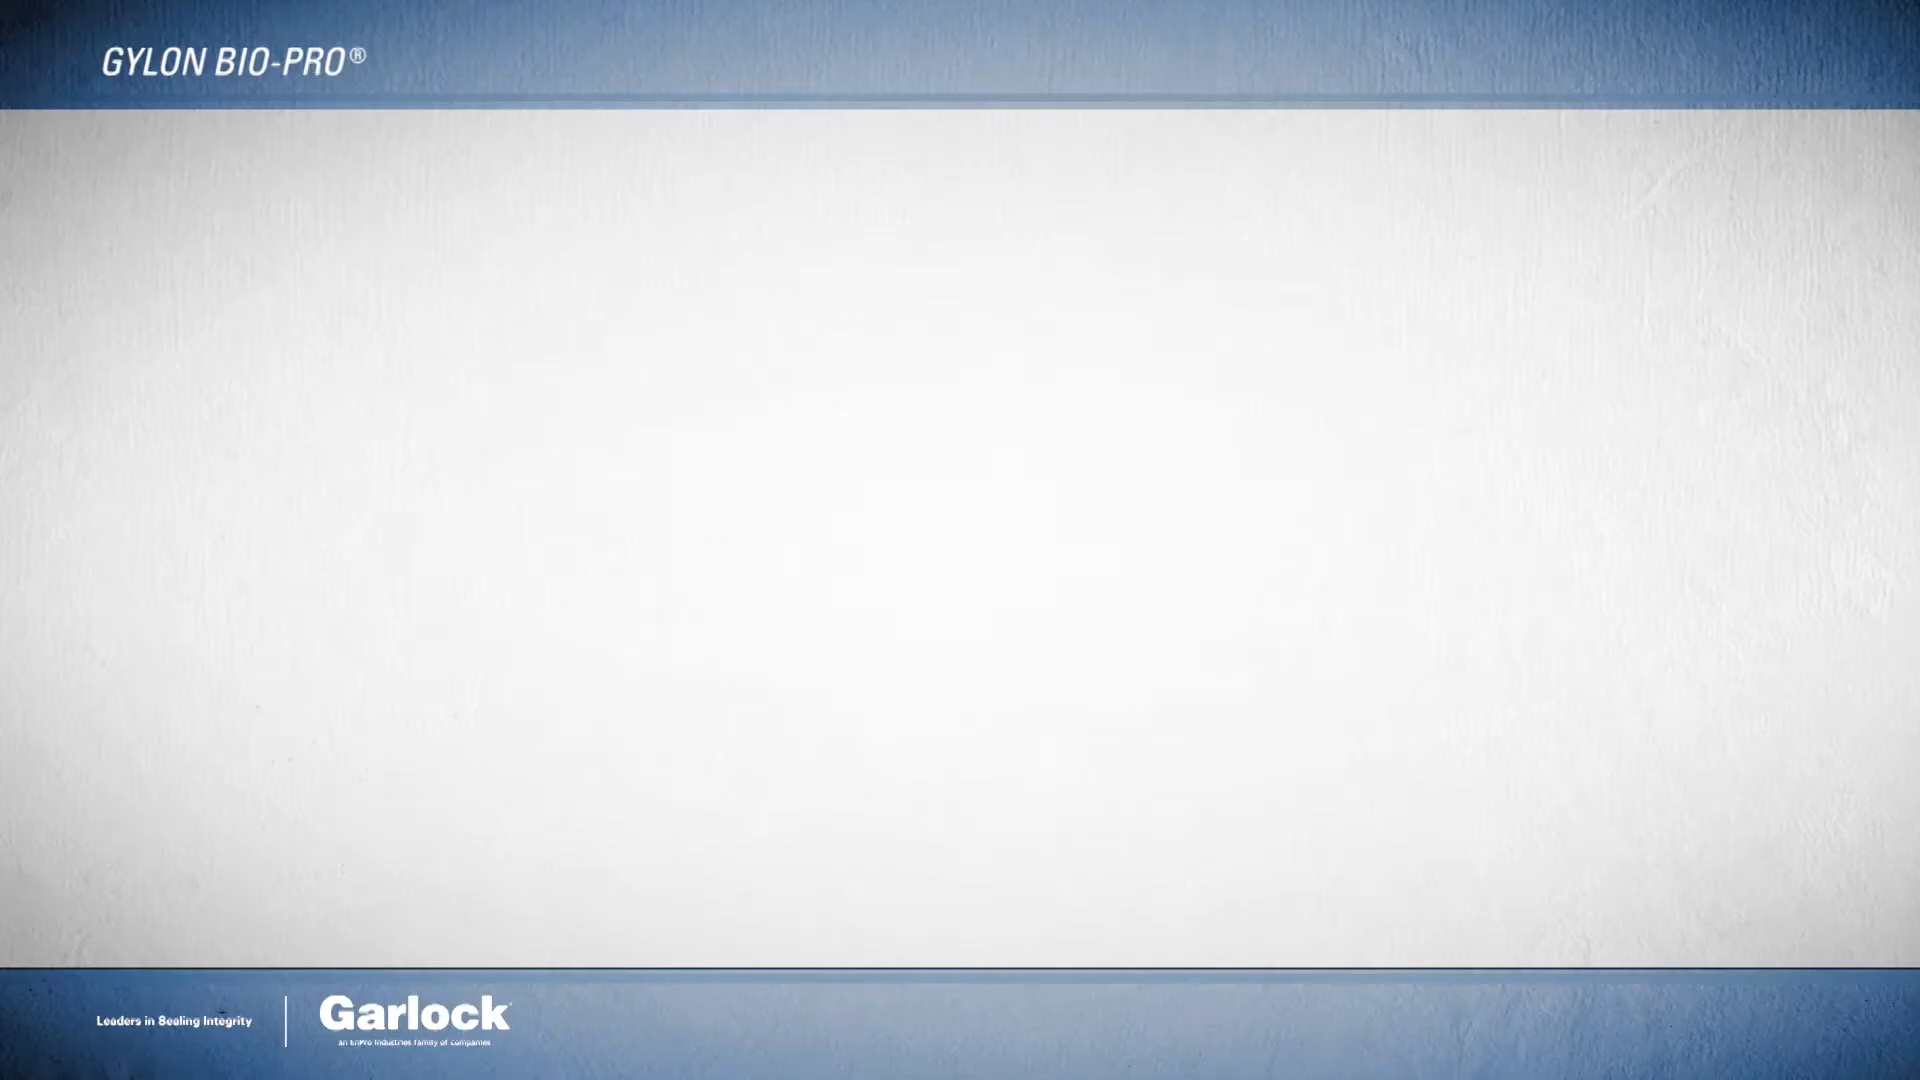 GYLON BIO-PRO®
Leaders in Sealing Integrity
Garlock
an EnPro Industries family of companies